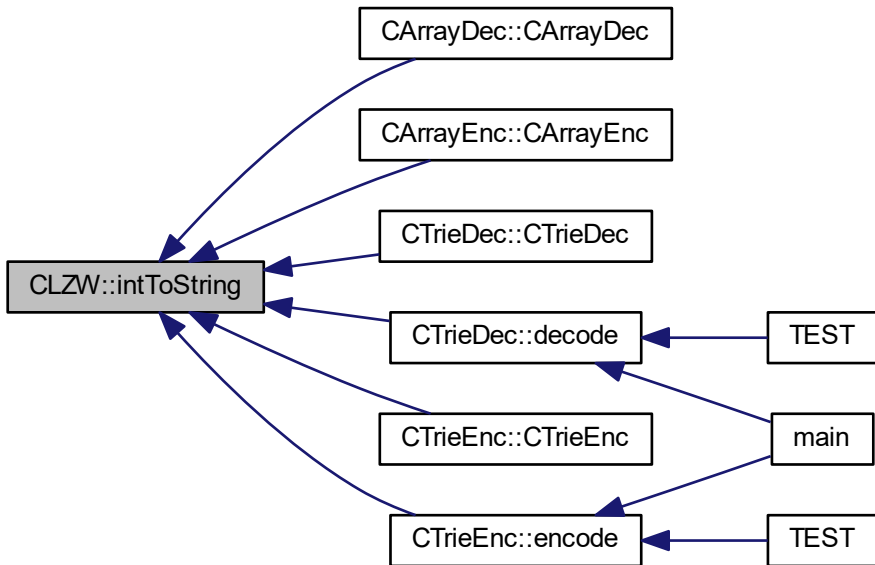 CArrayDec::CArrayDec
CArrayEnc::CArrayEnc
CTrieDec::CTrieDec
CLZW::intToString
CTrieDec::decode
TEST
CTrieEnc::CTrieEnc
main
CTrieEnc::encode
TEST